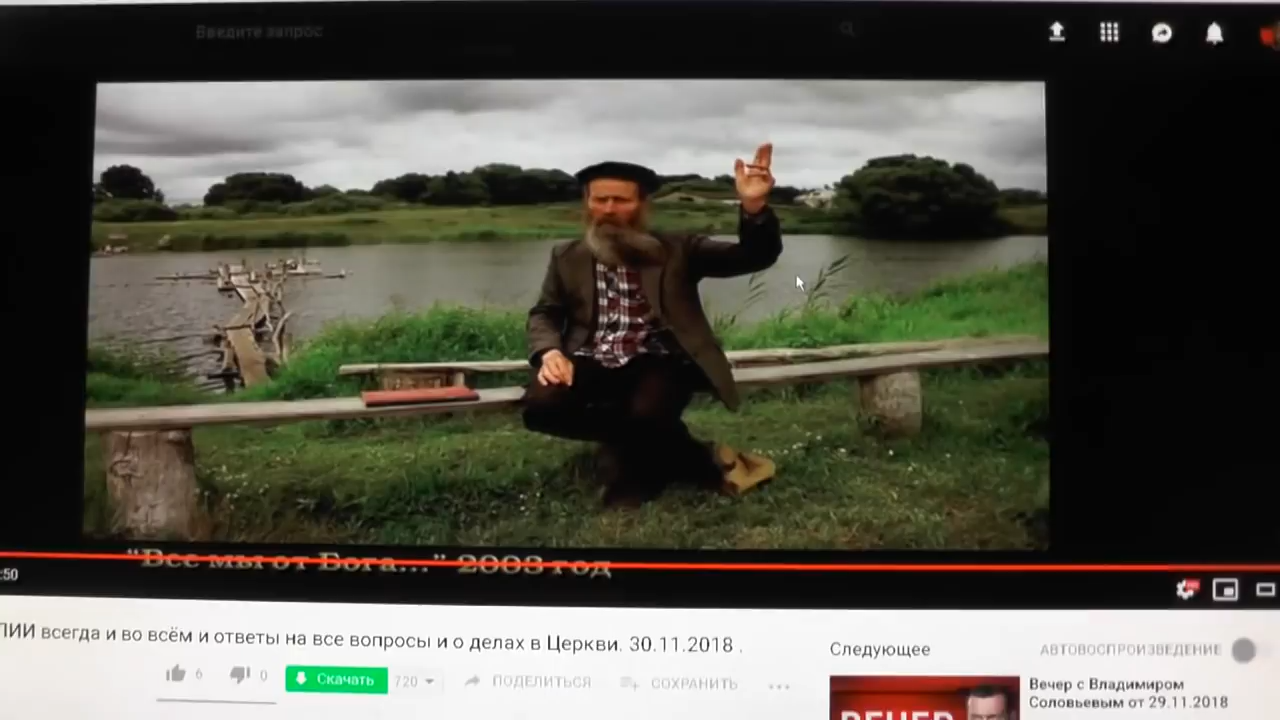 Введите запрос
"Все мы от Бога..." 2003 год
:50
ЛИИ всегда и во всём и ответы на все вопросы и о делах в Церкви. 30.11.2018 .
6
0
Скачать
720
ПОДЕЛИТЬСЯ
СОХРАНИТЬ
Следующее
АВТОВОСПРОИЗВЕДЕНИЕ
ВЕЧЕР
Вечер с Владимиром
Соловьевым от 29.11.2018